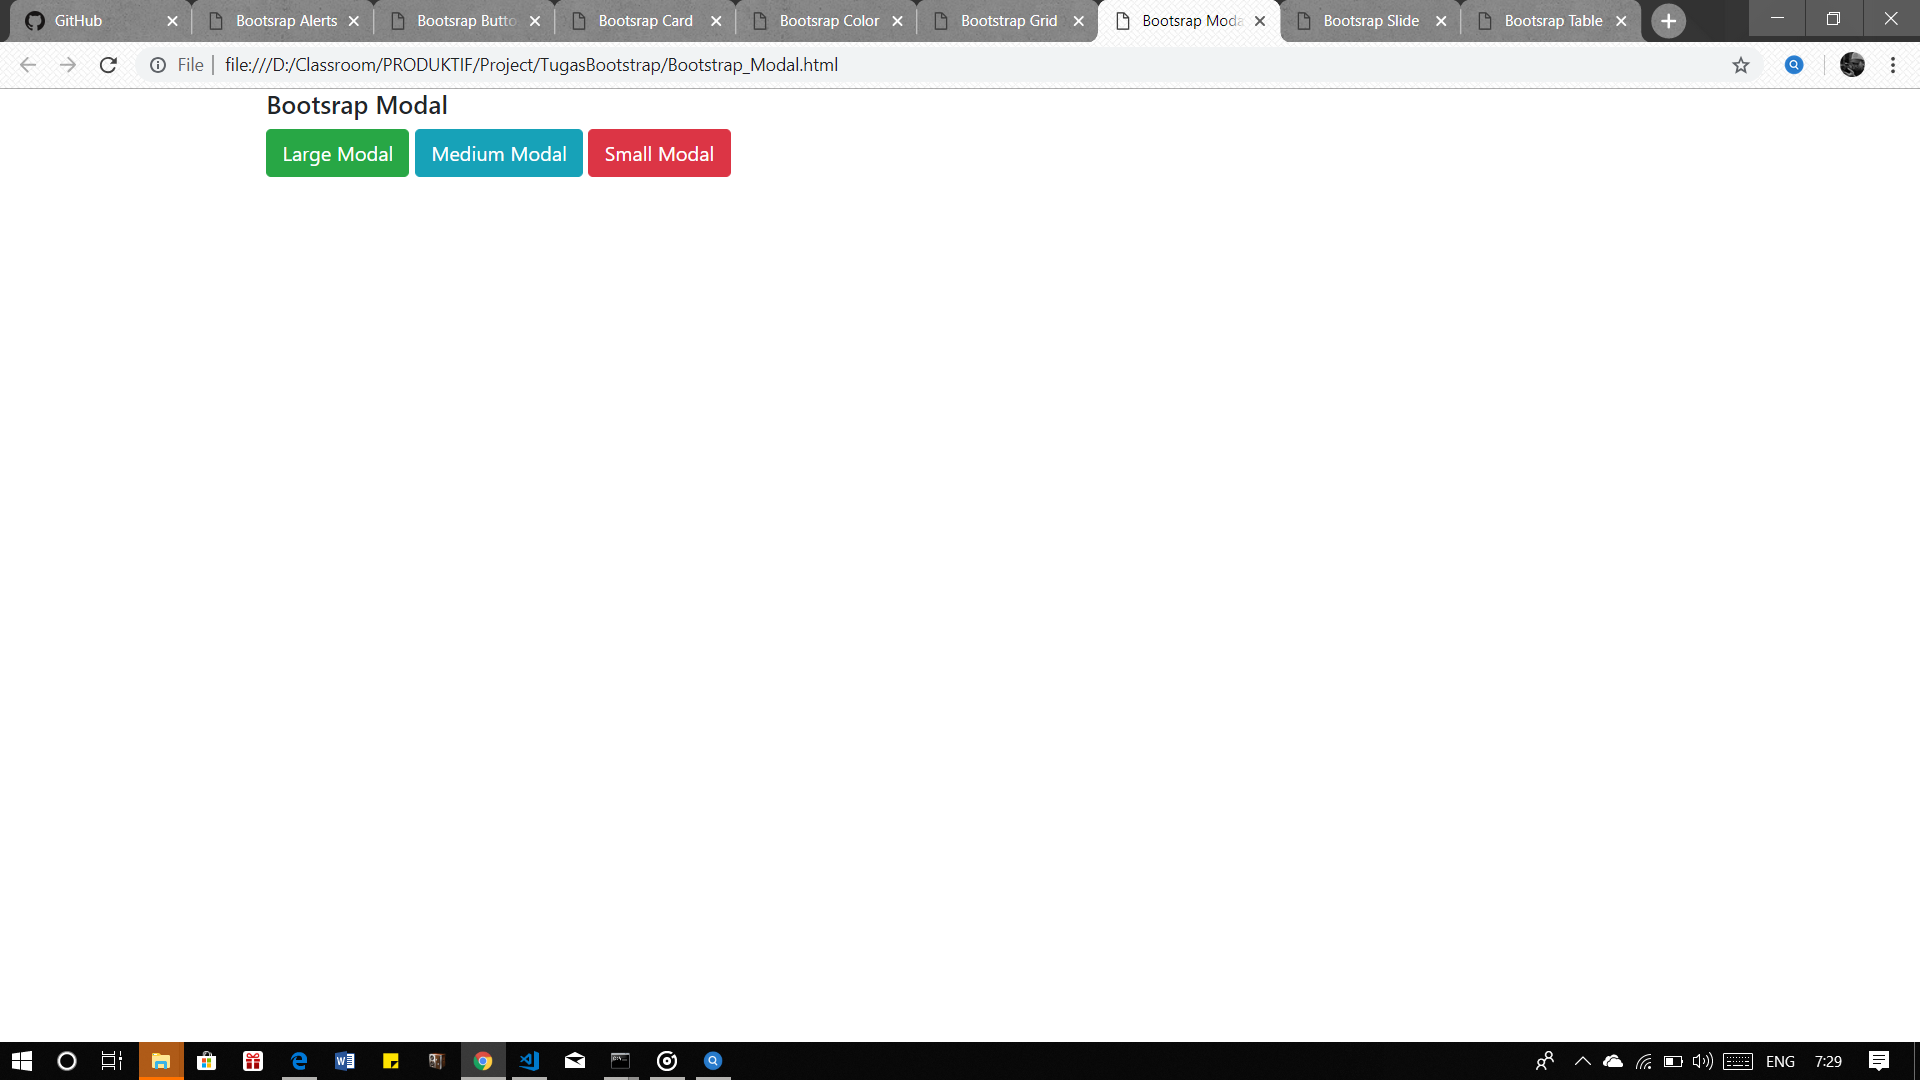 GitHub
Bootsrap Alerts
Bootsrap Butto
Bootsrap Card
Bootsrap Color
Bootstrap Grid
Bootsrap Moda
Bootsrap Slide
Bootsrap Table
File
file:///D:/Classroom/PRODUKTIF/Project/TugasBootstrap/Bootstrap_Modal.html
Bootsrap Modal
Large Modal Medium Modal Small Modal
ENG 7:29